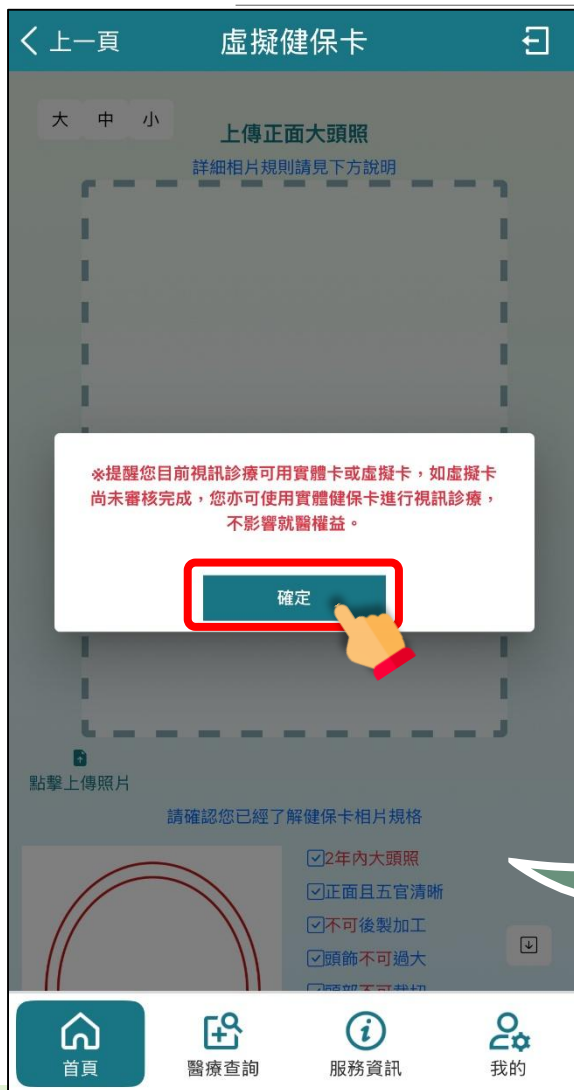 上一頁
虛擬健保卡
大 中 小
上傳正面大頭照
詳細相片規則請見下方說明
※提醒您目前視訊診療可用實體卡或虛擬卡，如虛擬卡
尚未審核完成，您亦可使用實體健保卡進行視訊診療，
不影響就醫權益。
確定
點擊上傳照片
請確認您已經了解健保卡相片規格
2年內大頭照
正面且五官清晰
不可後製加工
頭飾不可過大
頭部不可裁切
首頁
醫療查詢
服務資訊
我的